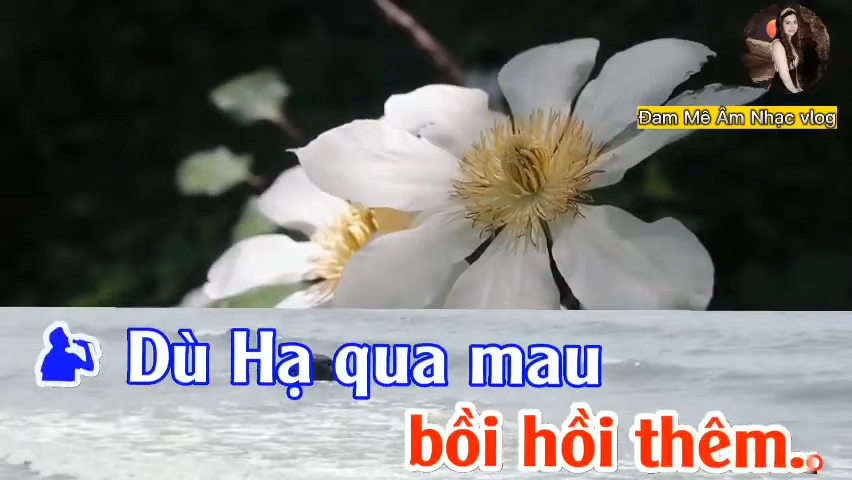 Đam Mê Âm Nhạc vlog
Dù Hạ qua mau
bồi hồi thêm..